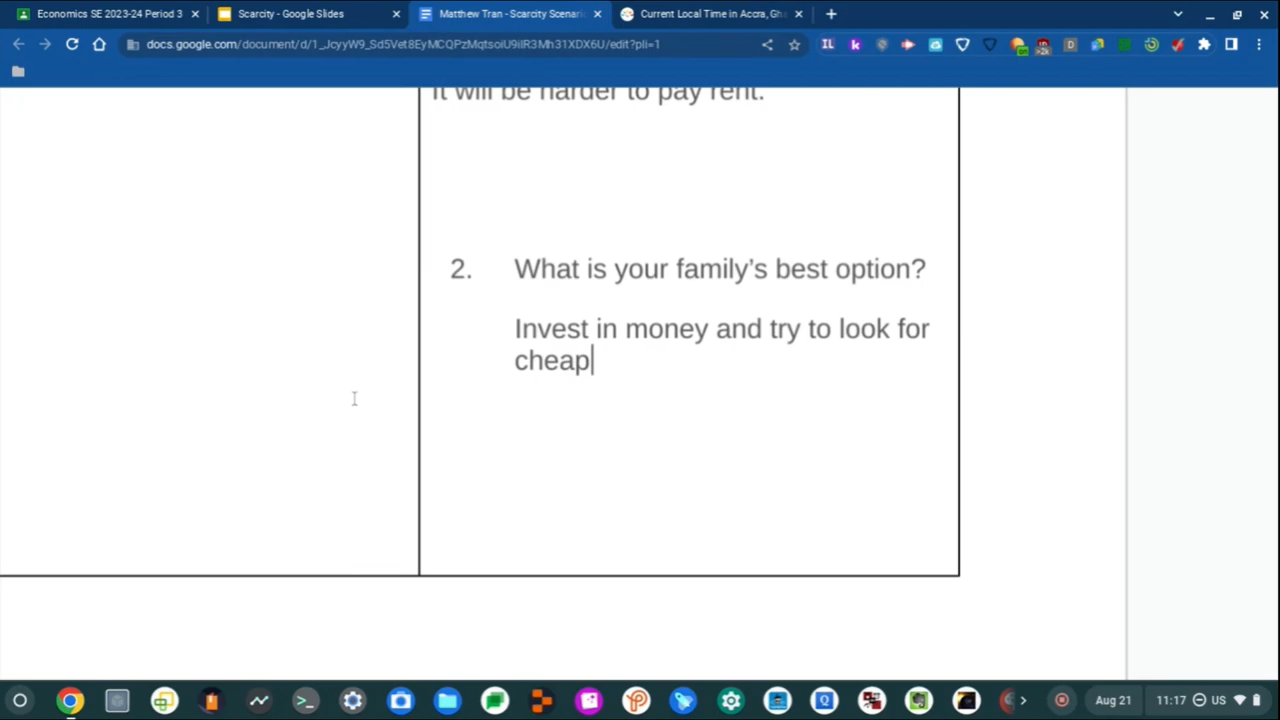 Economics SE 2023-24 Period 3
Scarcity - Google Slides
Matthew Tran - Scarcity Scenari
Current Local Time in Accra, Gh
docs.google.com/document/d/1_JcyyW9_Sd5Vet8EyMCQPzMqtsoiU9iIR3Mh31XDX6U/edit?pli=1
It will be harder to pay rent.
2. What is your family's best option?
Invest in money and try to look for
cheap
Aug 21
11:17
US